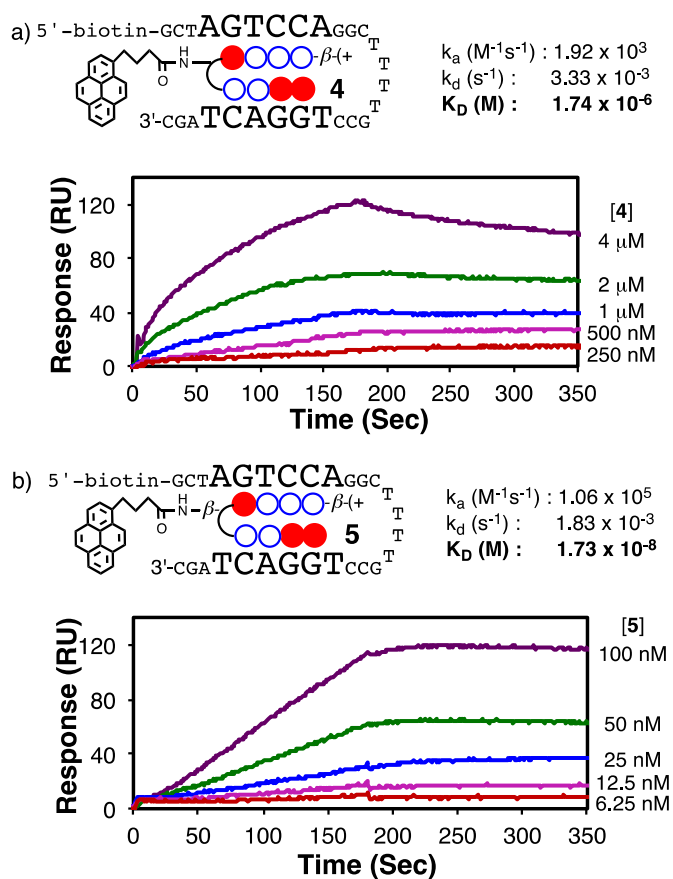 a) 5'-biotin-GCTAGTCCAGGC
T
T
T
T
N
H
O
-β-(+
4
3'-CGATCAGGTCCG
kₐ (M⁻¹s⁻¹) : 1.92 x 10³
k_d (s⁻¹) : 3.33 x 10⁻³
K_D (M) : 1.74 x 10⁻⁶
Response (RU)
120
80
40
0
0 50 100 150 200 250 300 350
Time (Sec)
[4]
4 μM
2 μM
1 μM
500 nM
250 nM
b) 5'-biotin-GCTAGTCCAGGC
T
T
T
T
H
N
-β-
O
-β-(+
5
3'-CGATCAGGTCCG
kₐ (M⁻¹s⁻¹) : 1.06 x 10⁵
k_d (s⁻¹) : 1.83 x 10⁻³
K_D (M) : 1.73 x 10⁻⁸
Response (RU)
120
80
40
0
0 50 100 150 200 250 300 350
Time (Sec)
[5]
100 nM
50 nM
25 nM
12.5 nM
6.25 nM